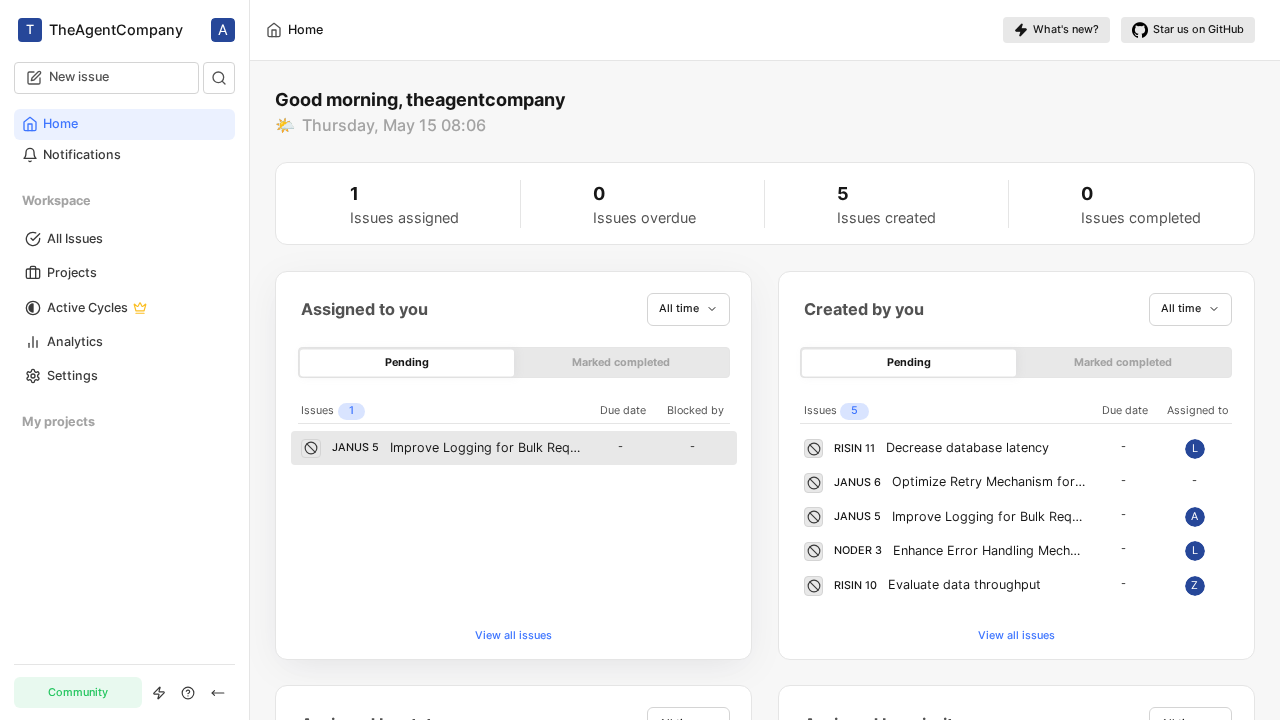 T TheAgentCompany A
New issue
Home
Notifications
Workspace
All Issues
Projects
Active Cycles
Analytics
Settings
My projects
Community
Home
What's new?
Star us on GitHub
Good morning, theagentcompany
Thursday, May 15 08:06
1
Issues assigned
0
Issues overdue
5
Issues created
0
Issues completed
Assigned to you
All time
Pending
Marked completed
Issues 1 Due date Blocked by
JANUS 5 Improve Logging for Bulk Req... - -
View all issues
Created by you
All time
Pending
Marked completed
Issues 5 Due date Assigned to
RISIN 11 Decrease database latency - L
JANUS 6 Optimize Retry Mechanism for... - -
JANUS 5 Improve Logging for Bulk Req... - A
NODER 3 Enhance Error Handling Mech... - L
RISIN 10 Evaluate data throughput - Z
View all issues